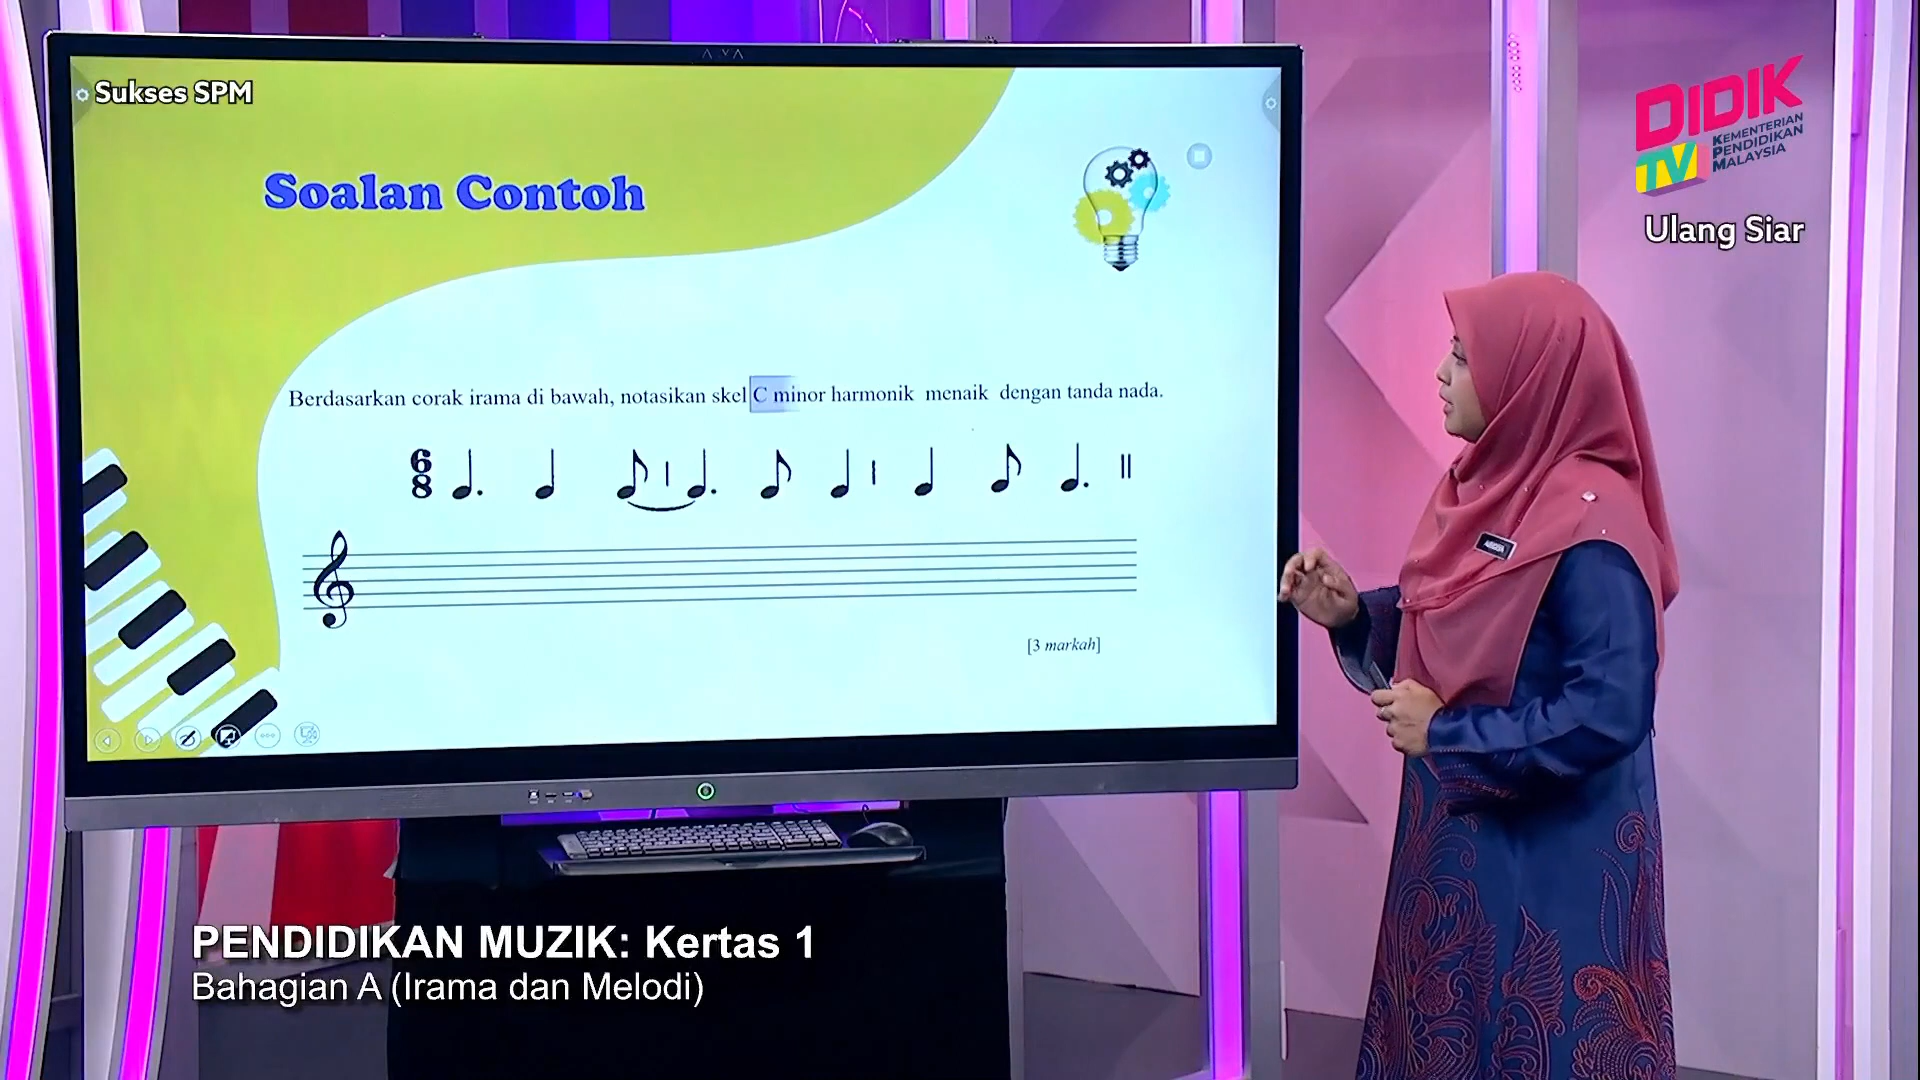 Sukses SPM
Soalan Contoh
Berdasarkan corak irama di bawah, notasikan skel C minor harmonik menaik dengan tanda nada.
6
8
[3 markah]
DIDIK
TV
KEMENTERIAN
PENDIDIKAN
MALAYSIA
Ulang Siar
PENDIDIKAN MUZIK: Kertas 1
Bahagian A (Irama dan Melodi)